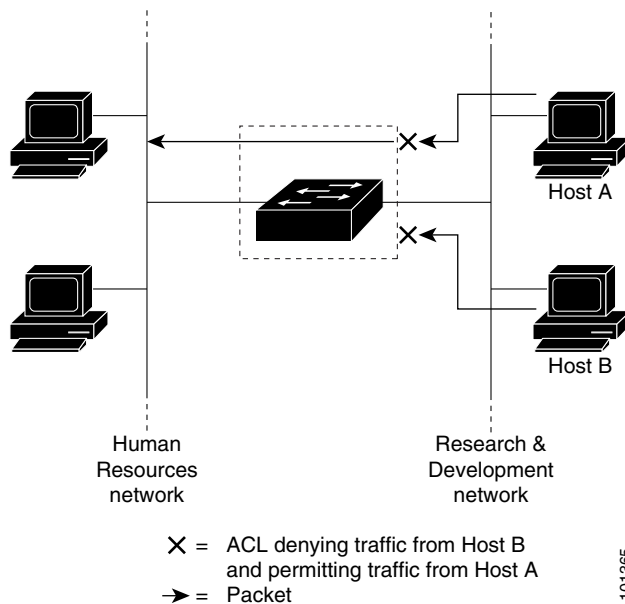 Host A
Host B
Human
Resources
network
Research &
Development
network
X = ACL denying traffic from Host B
and permitting traffic from Host A
→ = Packet
101365